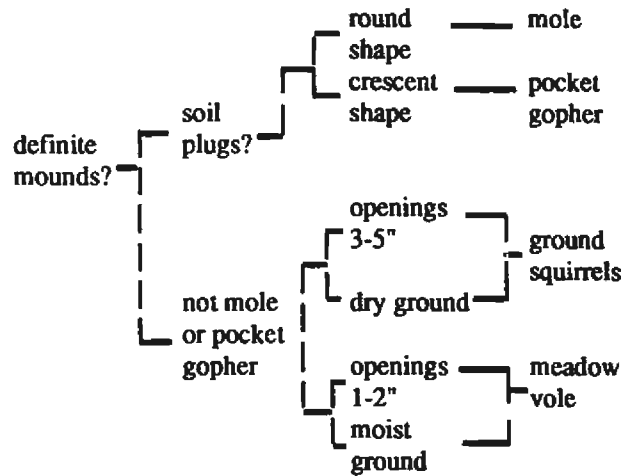 round
shape
mole
crescent
shape
pocket
gopher
soil
plugs?
definite
mounds?
openings
3-5"
ground
squirrels
dry ground
not mole
or pocket
gopher
openings
1-2"
meadow
vole
moist
ground